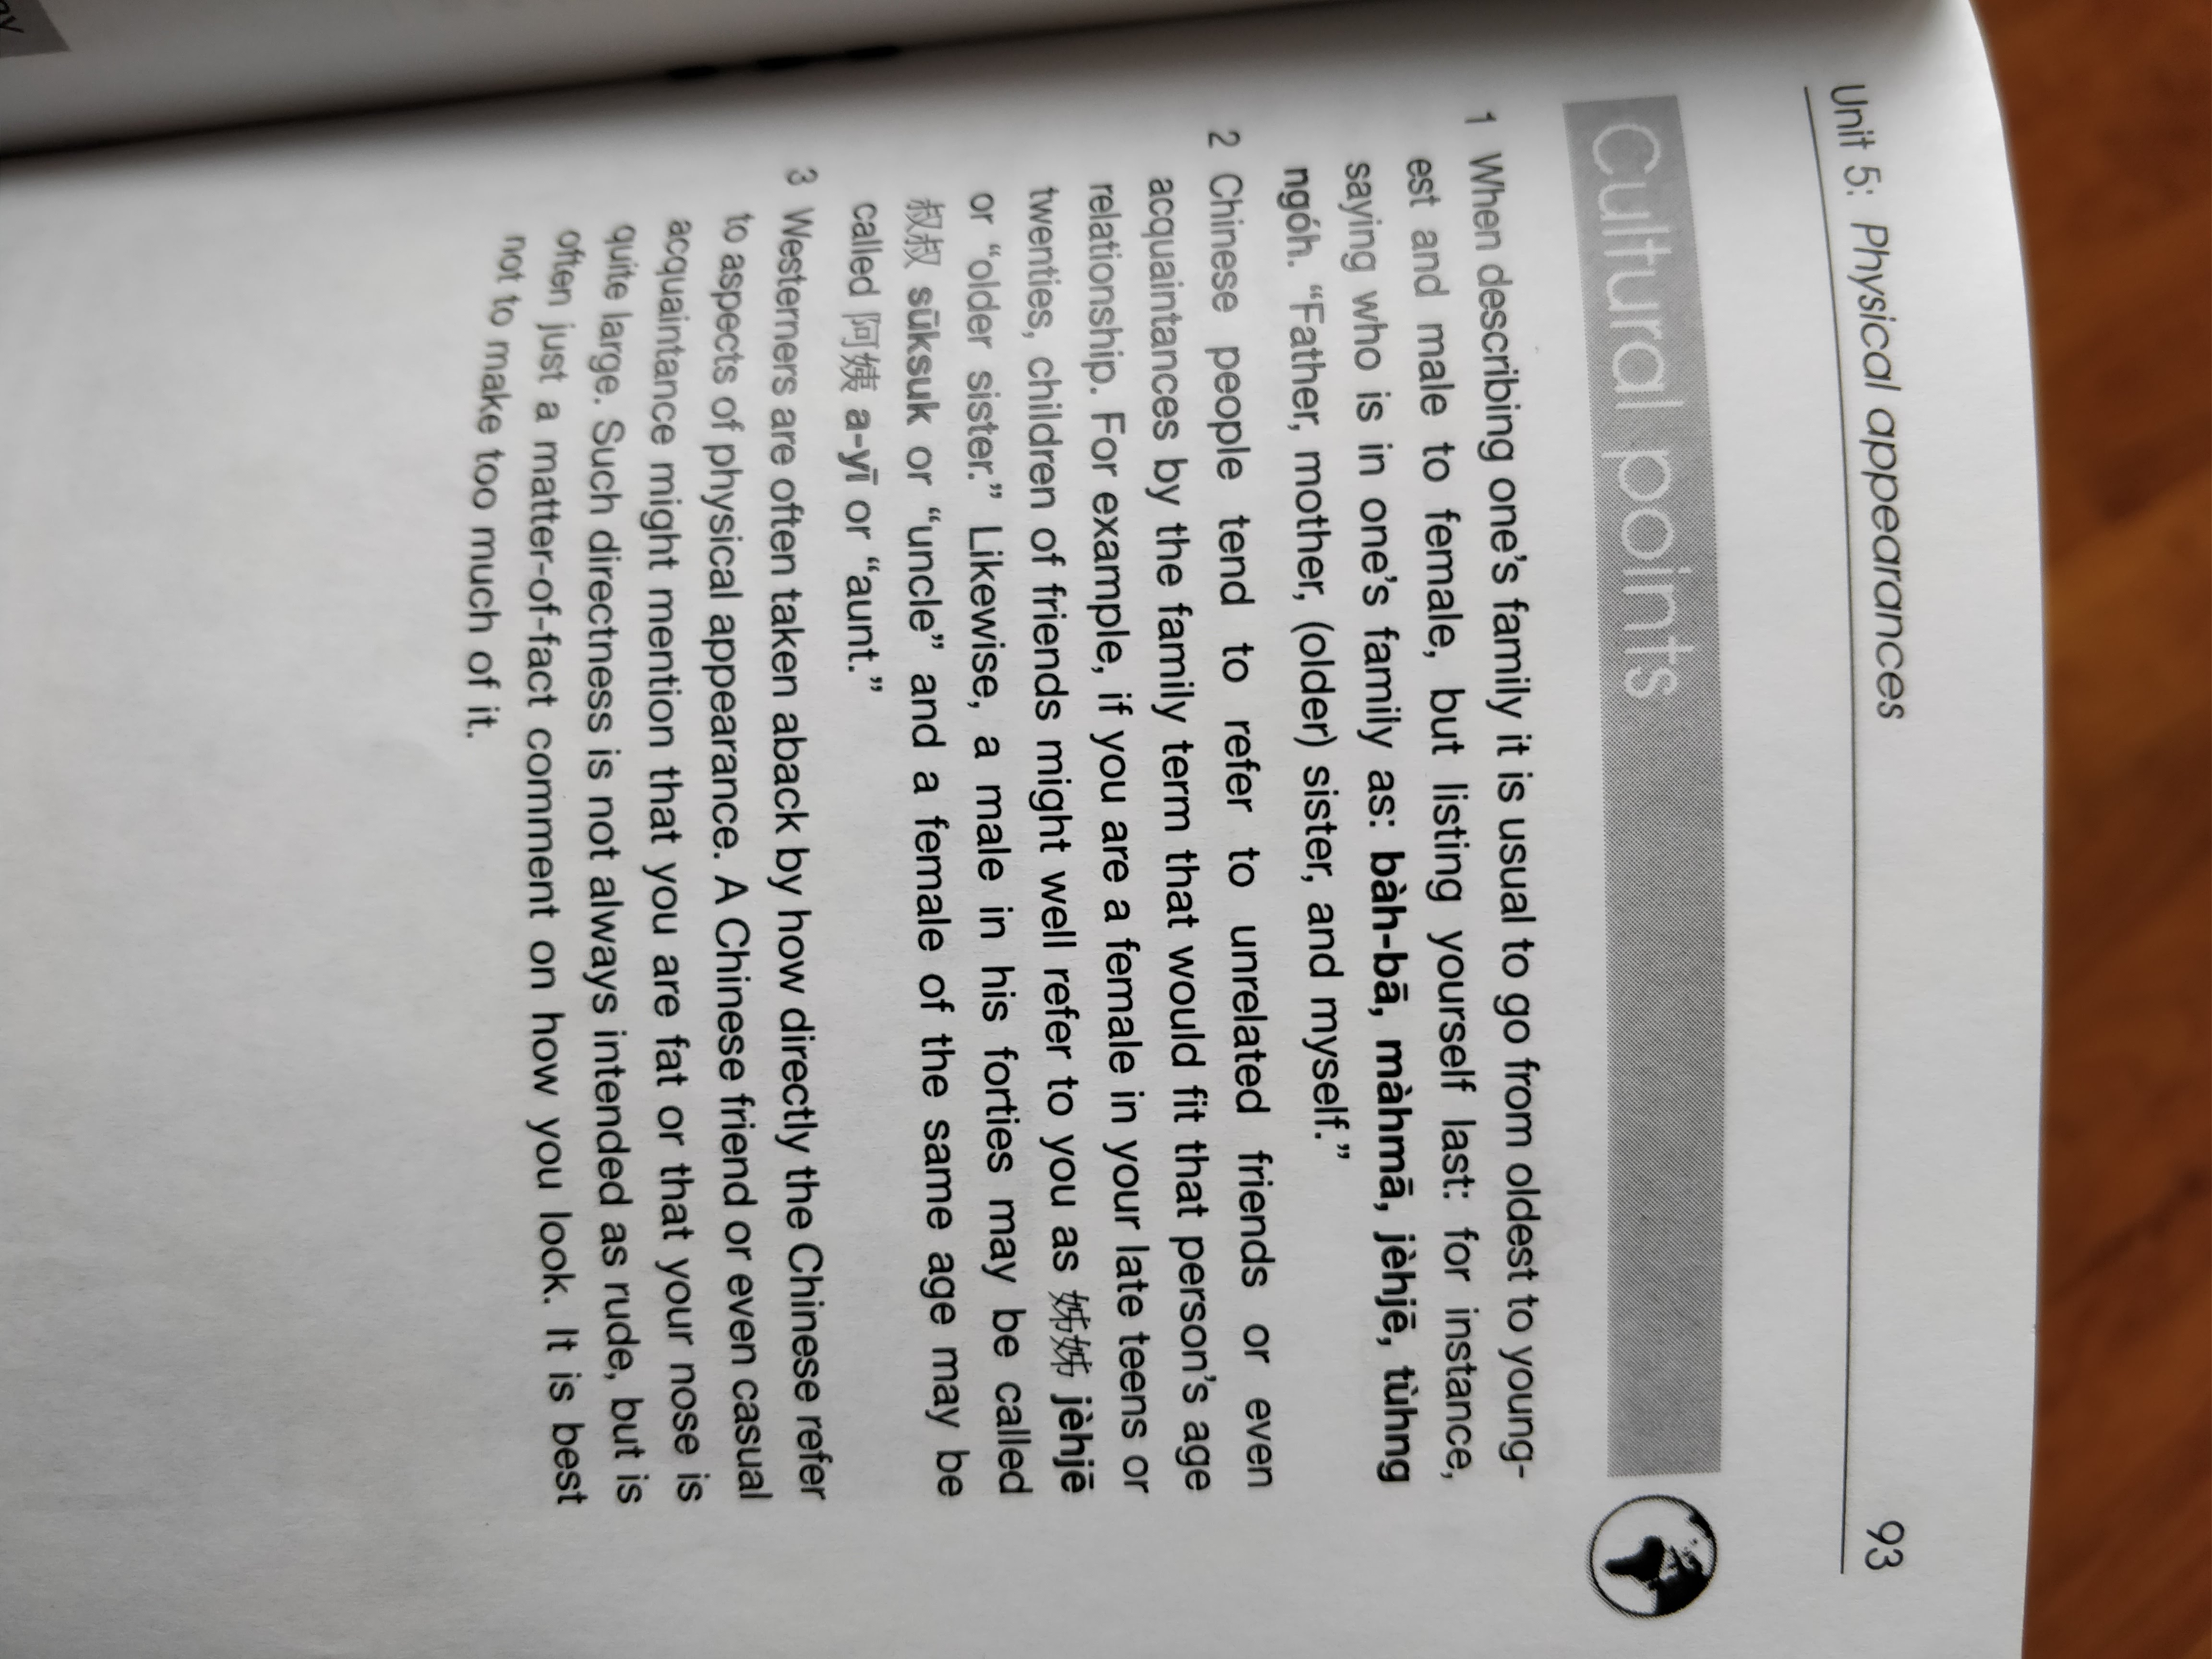 Unit 5: Physical appearances 93
Cultural points
1 When describing one's family it is usual to go from oldest to young-
est and male to female, but listing yourself last: for instance,
saying who is in one's family as: bàh-bā, màhmā, jèhjē, tùhng
ngóh. “Father, mother, (older) sister, and myself.”
2 Chinese people tend to refer to unrelated friends or even
acquaintances by the family term that would fit that person's age
relationship. For example, if you are a female in your late teens or
twenties, children of friends might well refer to you as 姊姊 jèhjē
or “older sister.” Likewise, a male in his forties may be called
叔叔 sūksuk or “uncle” and a female of the same age may be
called 阿姨 a-yī or “aunt.”
3 Westerners are often taken aback by how directly the Chinese refer
to aspects of physical appearance. A Chinese friend or even casual
acquaintance might mention that you are fat or that your nose is
quite large. Such directness is not always intended as rude, but is
often just a matter-of-fact comment on how you look. It is best
not to make too much of it.